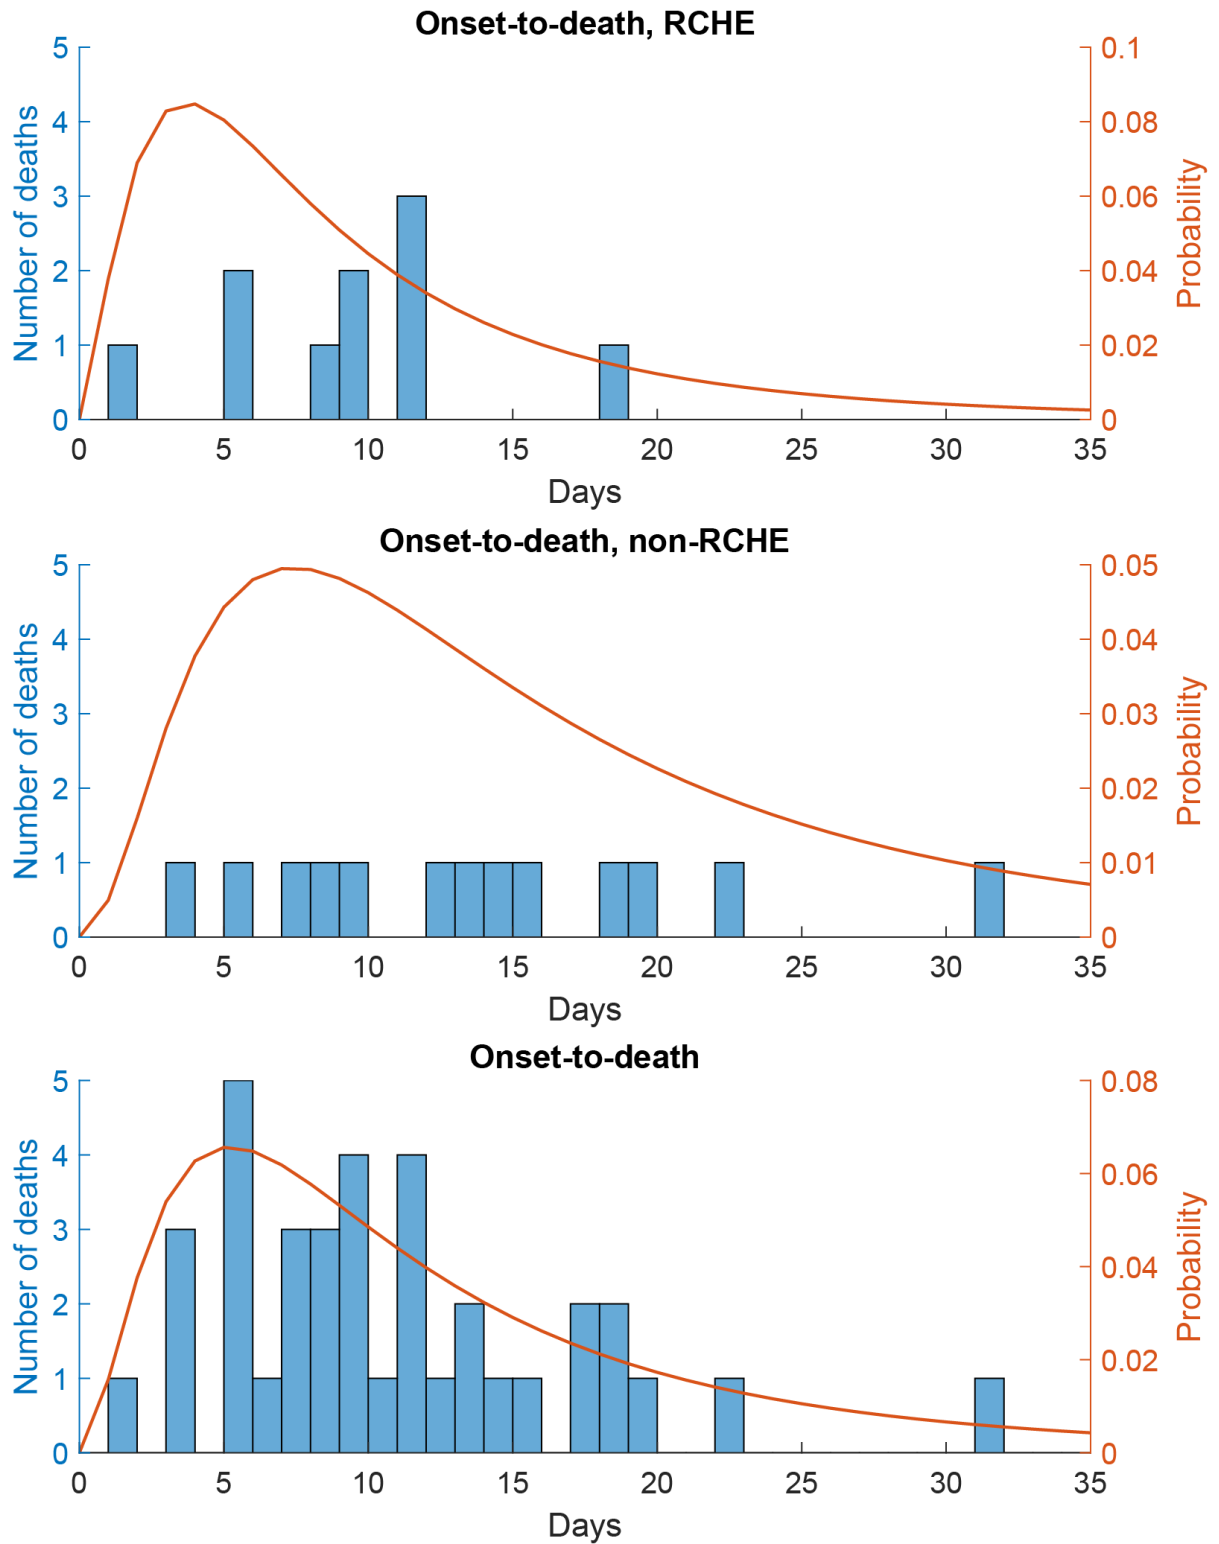 Onset-to-death, RCHE
5
4
3
2
1
0
Number of deaths
0.1
0.08
0.06
0.04
0.02
0
Probability
0 5 10 15 20 25 30 35
Days
Onset-to-death, non-RCHE
5
4
3
2
1
0
Number of deaths
0.05
0.04
0.03
0.02
0.01
0
Probability
0 5 10 15 20 25 30 35
Days
Onset-to-death
5
4
3
2
1
0
Number of deaths
0.08
0.06
0.04
0.02
0
Probability
0 5 10 15 20 25 30 35
Days